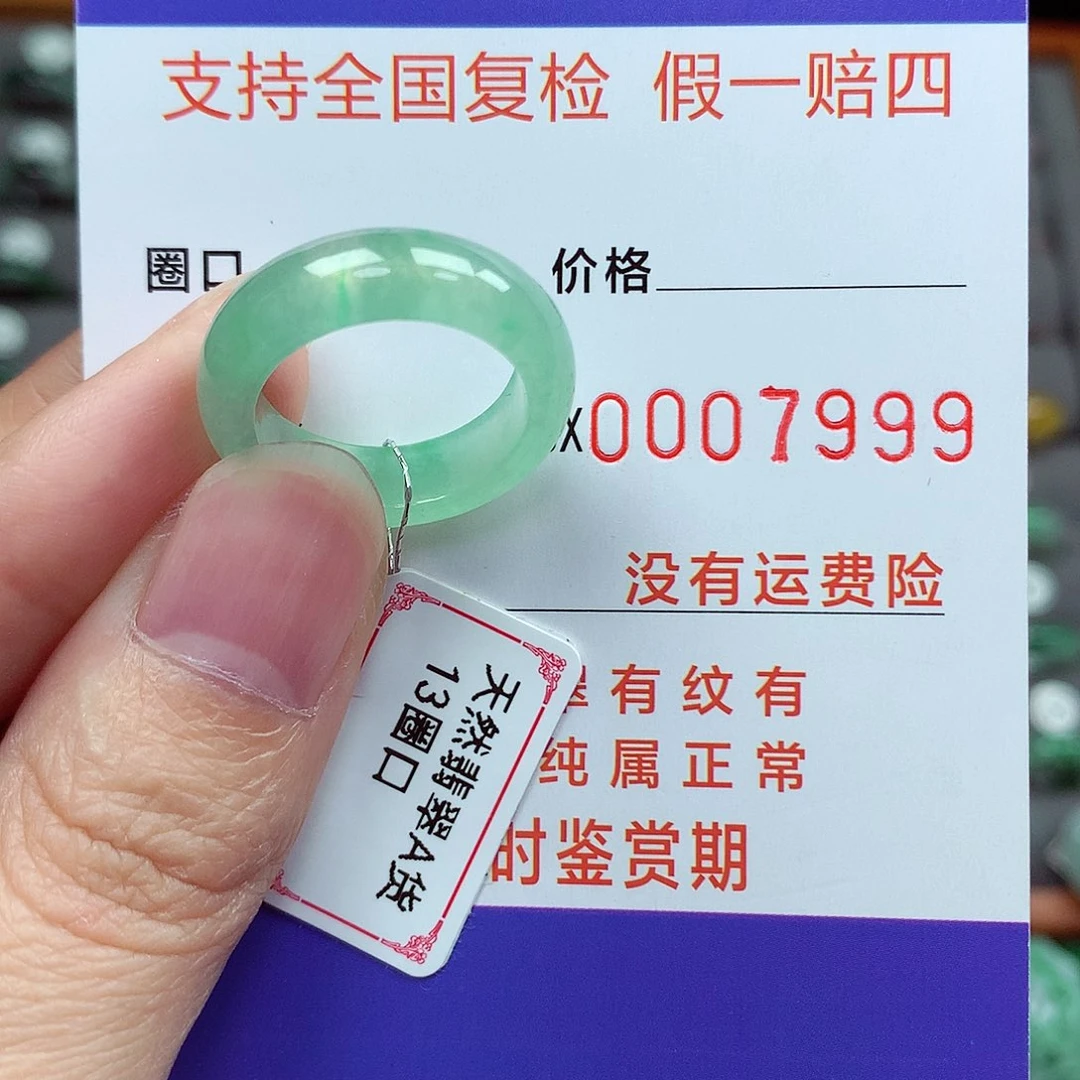 支持全国复检 假一赔四
圈口 价格
X0007999
没有运费险
有纹有
纯属正常
时鉴赏期
天然翡翠A货
13圈口